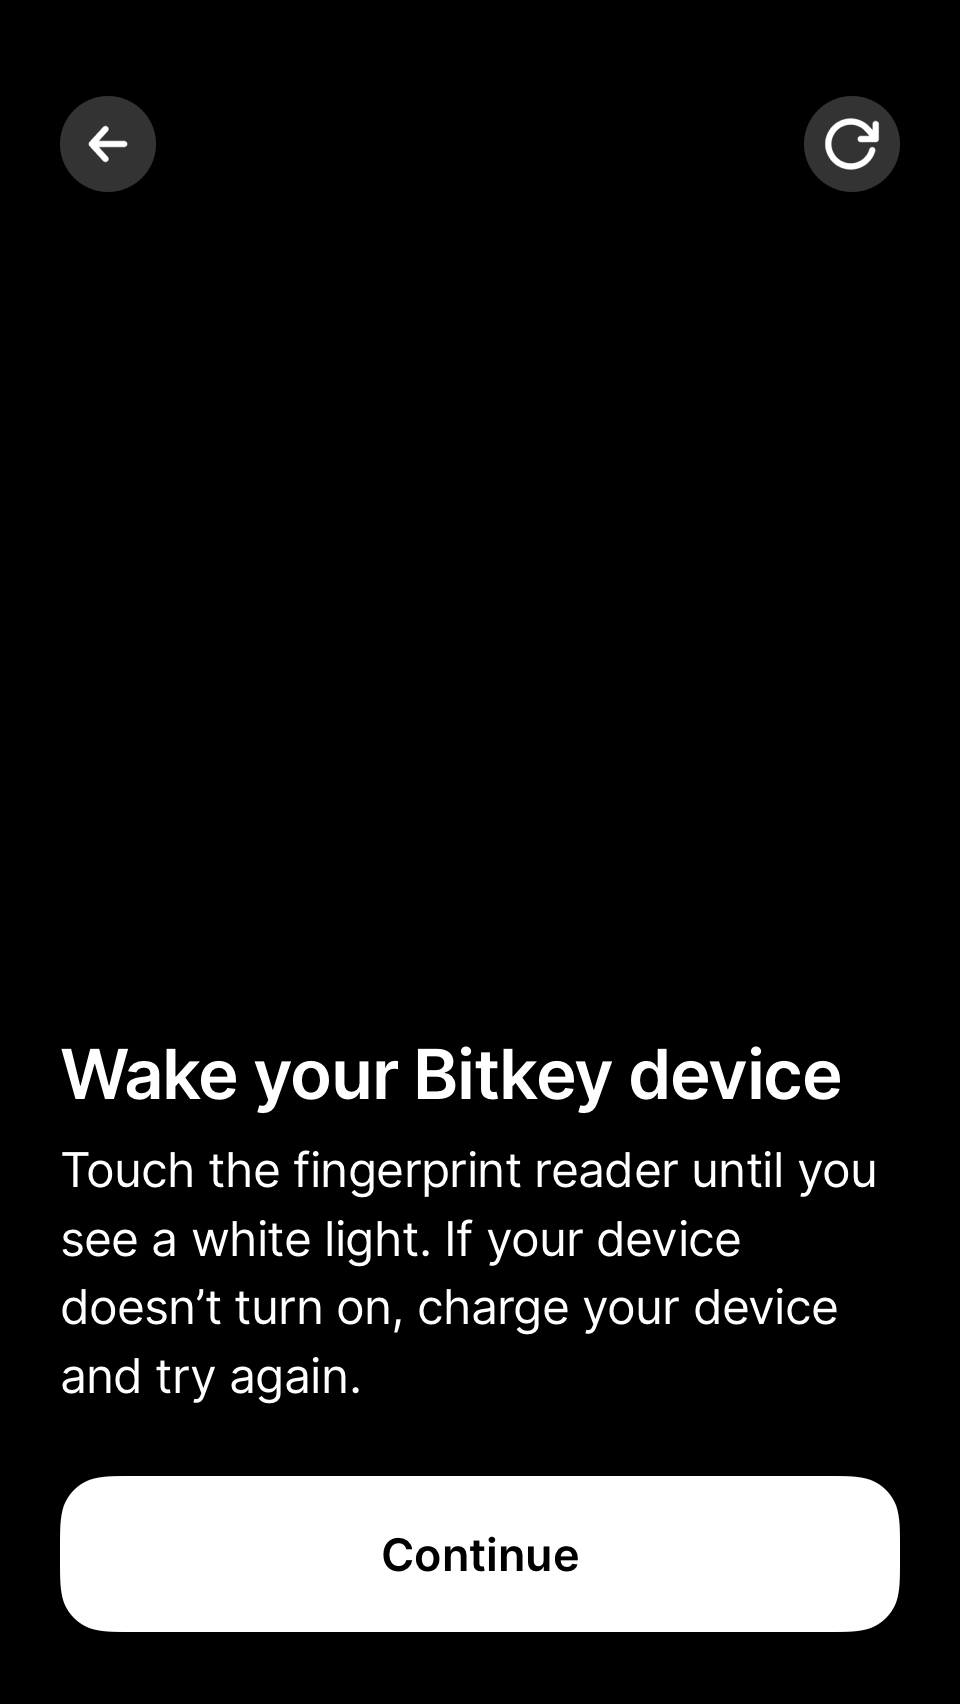 Wake your Bitkey device
Touch the fingerprint reader until you
see a white light. If your device
doesn’t turn on, charge your device
and try again.
Continue